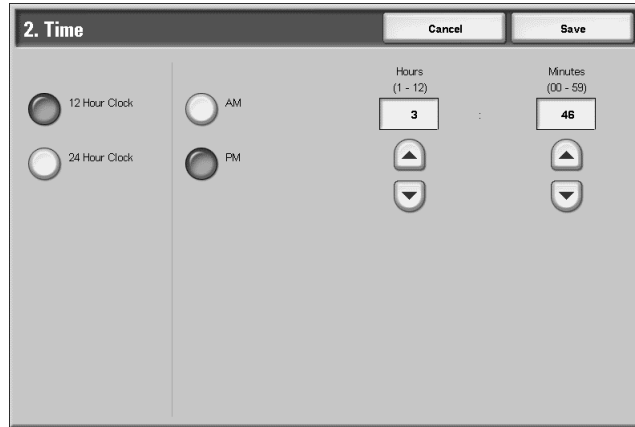 2. Time
Cancel
Save
12 Hour Clock
24 Hour Clock
AM
PM
Hours
(1 - 12)
3
:
Minutes
(00 - 59)
46